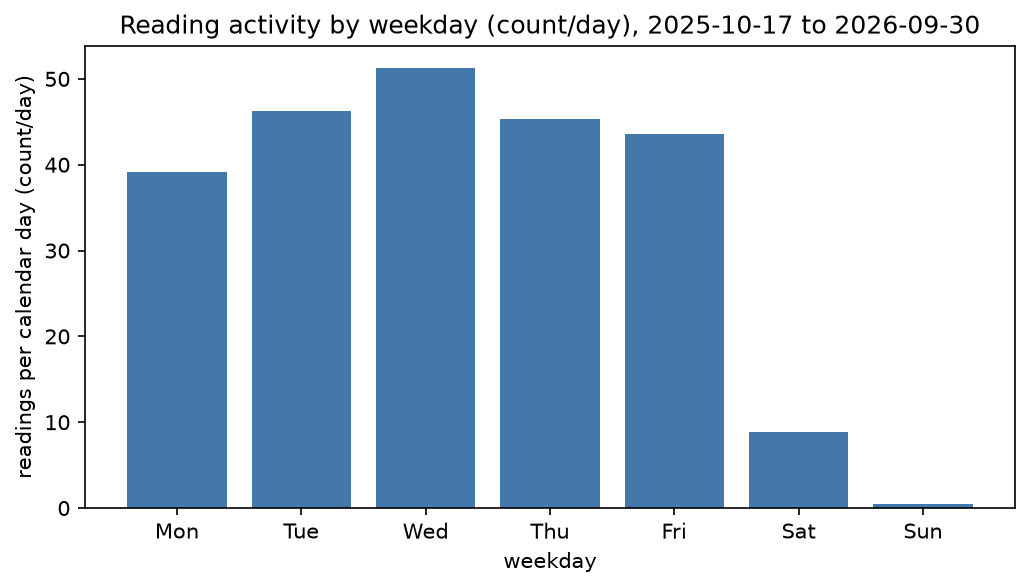 Reading activity by weekday (count/day), 2025-10-17 to 2026-09-30
readings per calendar day (count/day)
50
40
30
20
10
0
Mon Tue Wed Thu Fri Sat Sun
weekday